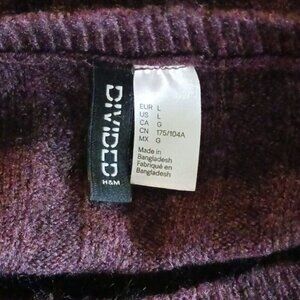 DIVIDED
H&M
EUR L
US L
CA G
CN 175/104A
MX G
Made in
Bangladesh
Fabriqué en
Bangladesh